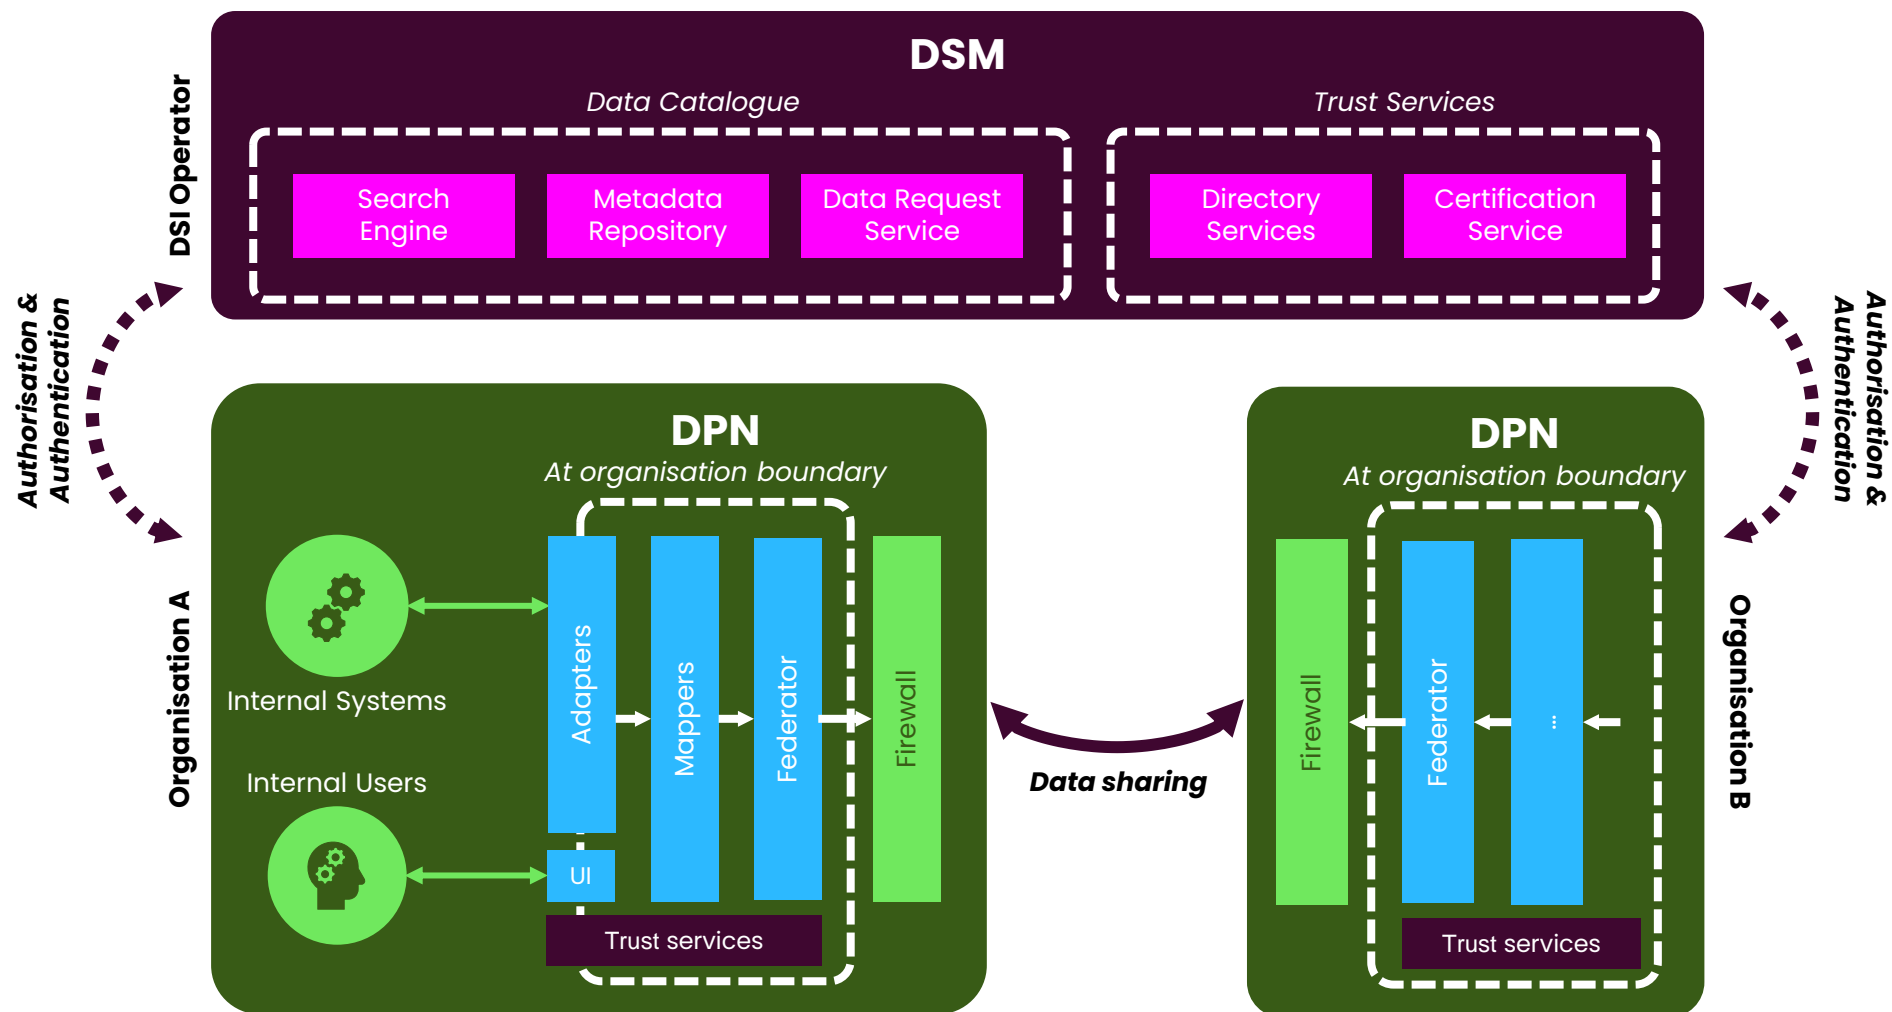 DSM
DSI Operator
Data Catalogue
Trust Services
Search
Engine
Metadata
Repository
Data Request
Service
Directory
Services
Certification
Service
Authorisation &
Authentication
Authorisation &
Authentication
Organisation A
DPN
At organisation boundary
Internal Systems
Internal Users
Adapters
UI
Mappers
Federator
Firewall
Trust services
Data sharing
DPN
At organisation boundary
Firewall
Federator
...
Trust services
Organisation B